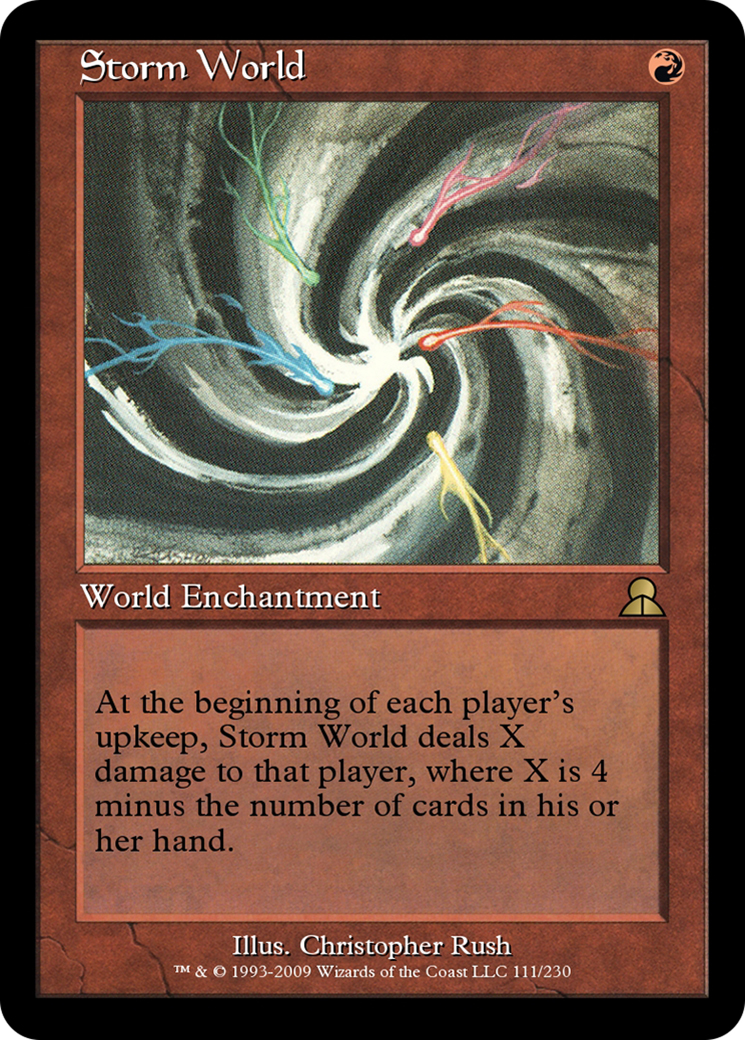 Storm World
World Enchantment
At the beginning of each player's
upkeep, Storm World deals X
damage to that player, where X is 4
minus the number of cards in his or
her hand.
Illus. Christopher Rush
™ & © 1993-2009 Wizards of the Coast LLC 111/230